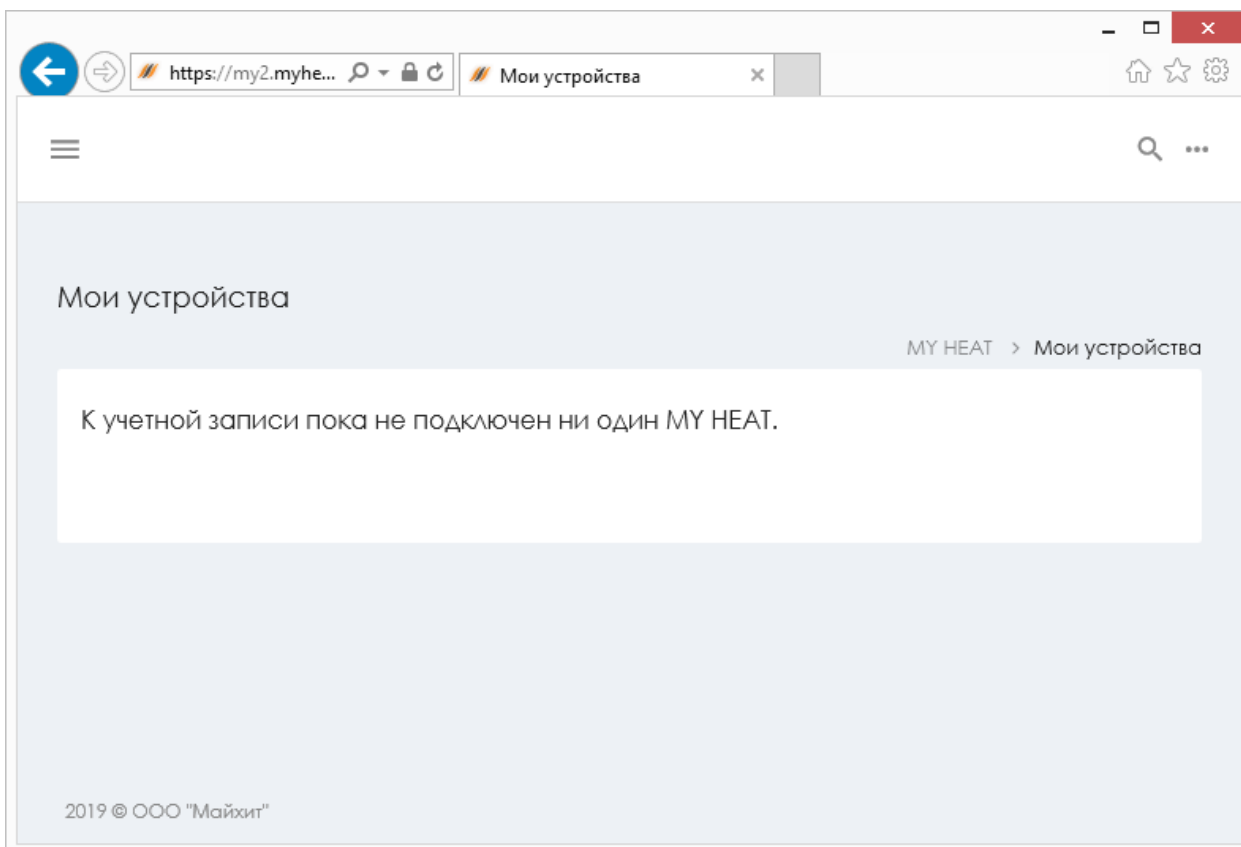 https://my2.myhe...
Мои устройства
Мои устройства
MY HEAT > Мои устройства
К учетной записи пока не подключен ни один MY HEAT.
2019 © ООО "Майхит"